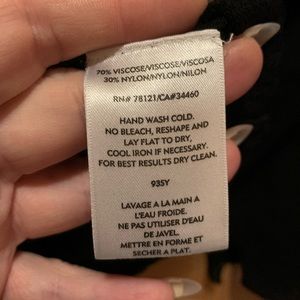 70% VISCOSE/VISCOSE/VISCOSA
30% NYLON/NYLON/NILON
RN# 78121/CA#34460
HAND WASH COLD.
NO BLEACH, RESHAPE AND
LAY FLAT TO DRY,
COOL IRON IF NECESSARY.
FOR BEST RESULTS DRY CLEAN.
935Y
LAVAGE A LA MAIN A
L'EAU FROIDE.
NE PAS UTILISER D'EAU
DE JAVEL.
METTRE EN FORME ET
SECHER A PLAT.